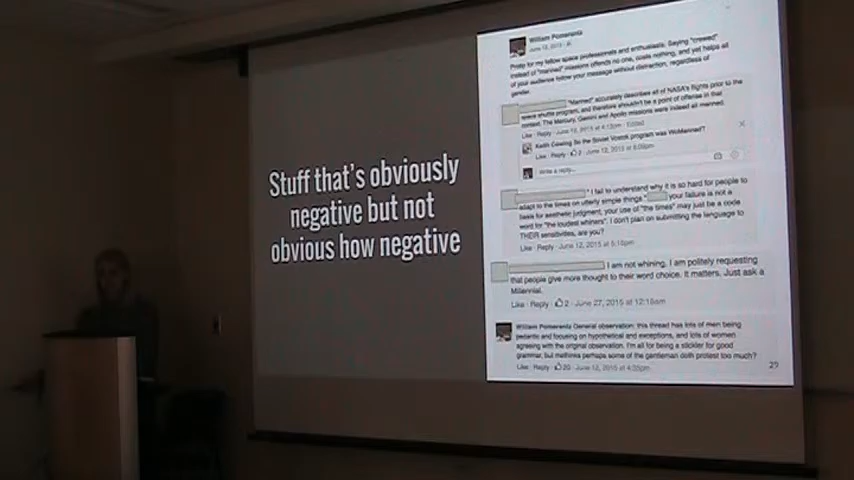 Stuff that's obviously
negative but not
obvious how negative
William Pomerantz
June 12, 2015
Protip for my fellow space professionals and enthusiasts: Saying "crewed"
instead of "manned" missions offends no one, costs nothing, and yet helps all
of your audience follow your message without distraction, regardless of
gender.
"Manned" accurately describes all of NASA's flights prior to the
space shuttle program, and therefore shouldn't be a point of offense in that
context. The Mercury, Gemini and Apollo missions were indeed all manned.
Like · Reply · June 12, 2015 at 4:13pm · Edited
Keith Cowing So the Soviet Vostok program was WoManned?
Like · Reply · 2 · June 12, 2015 at 6:09pm
Write a reply...
"I fail to understand why it is so hard for people to
adapt to the times on utterly simple things." your failure is not a
basis for aesthetic judgment, your use of "the times" may just be a code
word for "the loudest whiners". I don't plan on submitting the language to
THEIR sensitivities, are you?
Like · Reply · June 12, 2015 at 5:16pm
I am not whining, I am politely requesting
that people give more thought to their word choice. It matters. Just ask a
Millennial.
Like · Reply · 2 · June 27, 2015 at 12:18am
William Pomerantz General observation: this thread has lots of men being
pedantic and focusing on hypothetical and exceptions, and lots of women
agreeing with the original observation. I'm all for being a stickler for good
grammar, but methinks perhaps some of the gentleman doth protest too much?
Like · Reply · 20 · June 12, 2015 at 4:35pm
29